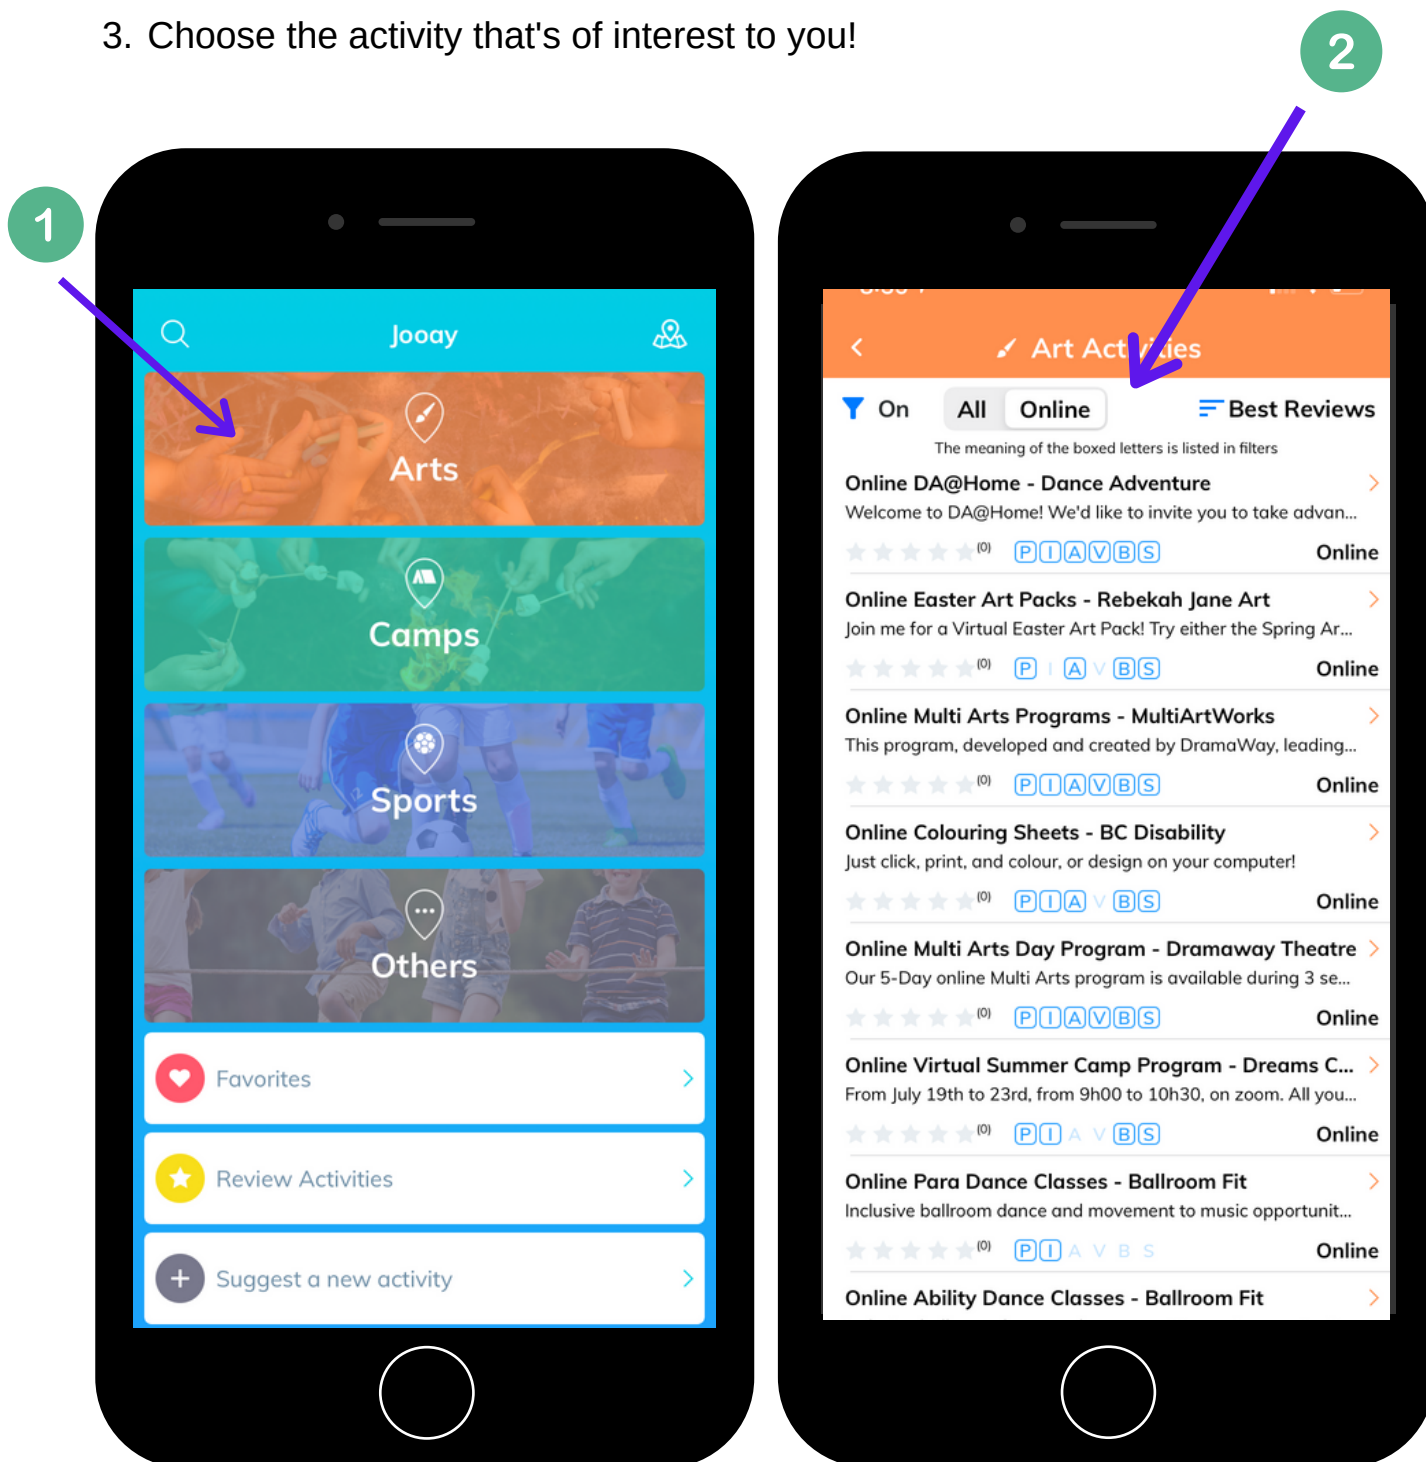 3. Choose the activity that's of interest to you!
2
1
Jooay
Arts
Camps
Sports
Others
Favorites
Review Activities
Suggest a new activity
Art Activities
On All Online Best Reviews
The meaning of the boxed letters is listed in filters
Online DA@Home - Dance Adventure
Welcome to DA@Home! We'd like to invite you to take advan...
(0) P I A V B S Online
Online Easter Art Packs - Rebekah Jane Art
Join me for a Virtual Easter Art Pack! Try either the Spring Ar...
(0) P I A V B S Online
Online Multi Arts Programs - MultiArtWorks
This program, developed and created by DramaWay, leading...
(0) P I A V B S Online
Online Colouring Sheets - BC Disability
Just click, print, and colour, or design on your computer!
(0) P I A V B S Online
Online Multi Arts Day Program - Dramaway Theatre
Our 5-Day online Multi Arts program is available during 3 se...
(0) P I A V B S Online
Online Virtual Summer Camp Program - Dreams C...
From July 19th to 23rd, from 9h00 to 10h30, on zoom. All you...
(0) P I A V B S Online
Online Para Dance Classes - Ballroom Fit
Inclusive ballroom dance and movement to music opportunit...
(0) P I A V B S Online
Online Ability Dance Classes - Ballroom Fit